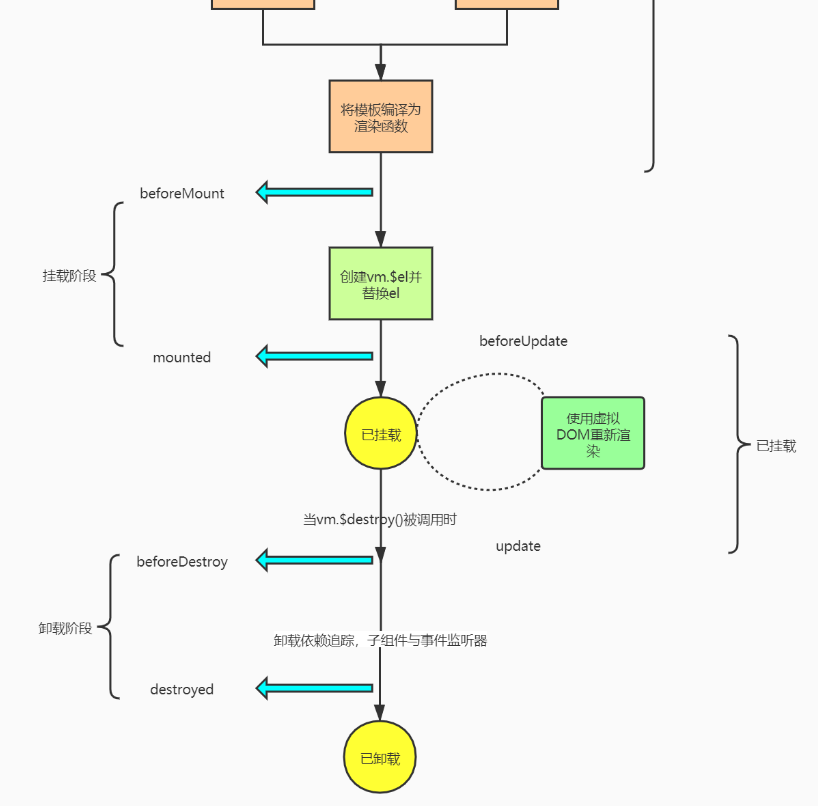 将模板编译为
渲染函数
beforeMount
挂载阶段
创建vm.$el并
替换el
mounted
beforeUpdate
已挂载
使用虚拟
DOM重新渲
染
已挂载
当vm.$destroy()被调用时
update
beforeDestroy
卸载阶段
卸载依赖追踪，子组件与事件监听器
destroyed
已卸载